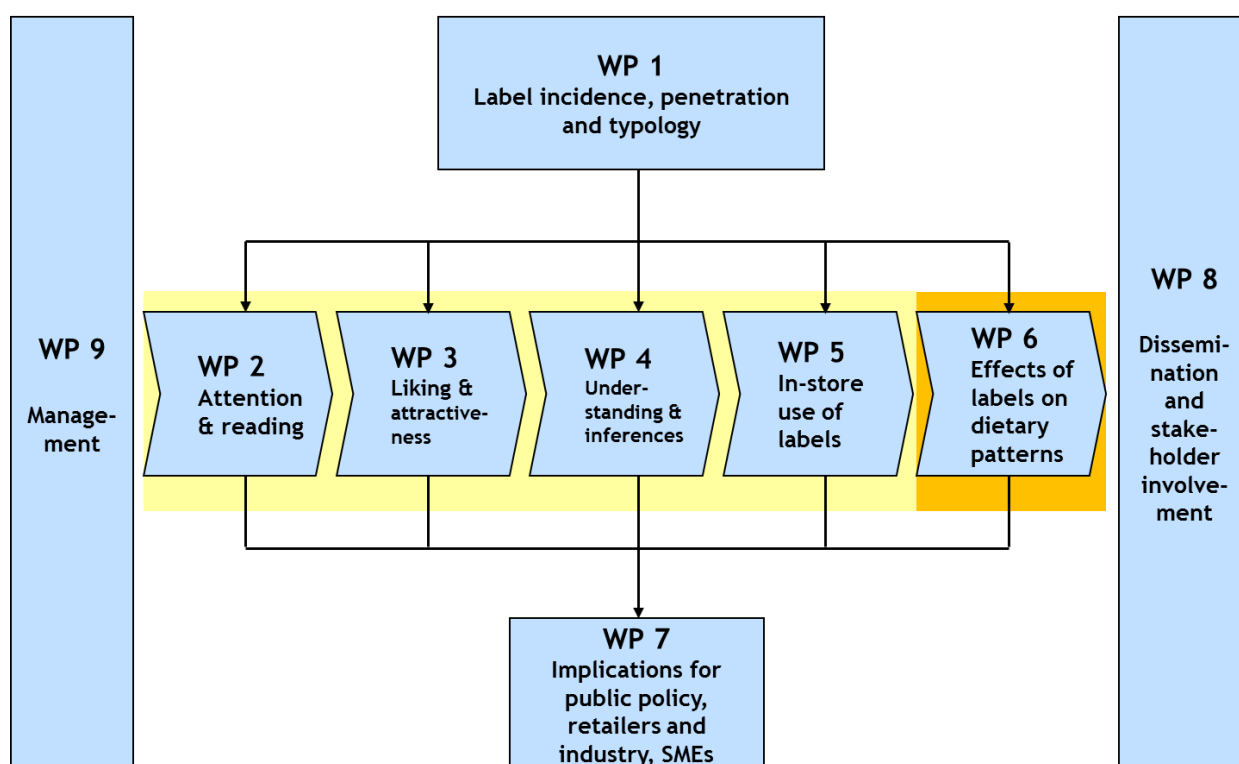 WP 1
Label incidence, penetration
and typology
WP 9
Manage-
ment
WP 2
Attention
& reading
WP 3
Liking &
attractive-
ness
WP 4
Under-
standing &
inferences
WP 5
In-store
use of
labels
WP 6
Effects of
labels on
dietary
patterns
WP 8
Dissemi-
nation
and
stake-
holder
involve-
ment
WP 7
Implications for
public policy,
retailers and
industry, SMEs